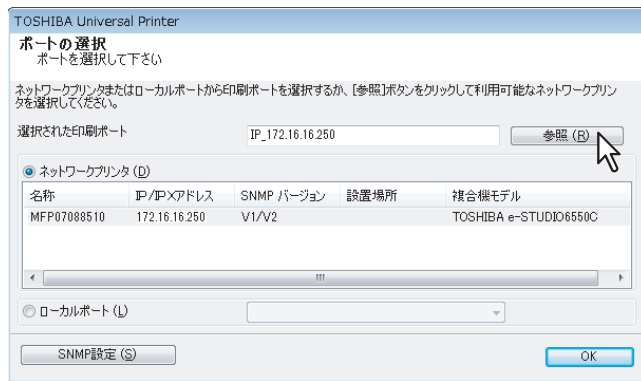 TOSHIBA Universal Printer
ポートの選択
ポートを選択して下さい
ネットワークプリンタまたはローカルポートから印刷ポートを選択するか、[参照]ボタンをクリックして利用可能なネットワークプリン
タを選択してください。
選択された印刷ポート IP_172.16.16.250 参照 (R)
ネットワークプリンタ (D)
名称 IP/IPXアドレス SNMP バージョン 設置場所 複合機モデル
MFP07088510 172.16.16.250 V1/V2 TOSHIBA e-STUDIO6550C
ローカルポート (L)
SNMP設定 (S) OK